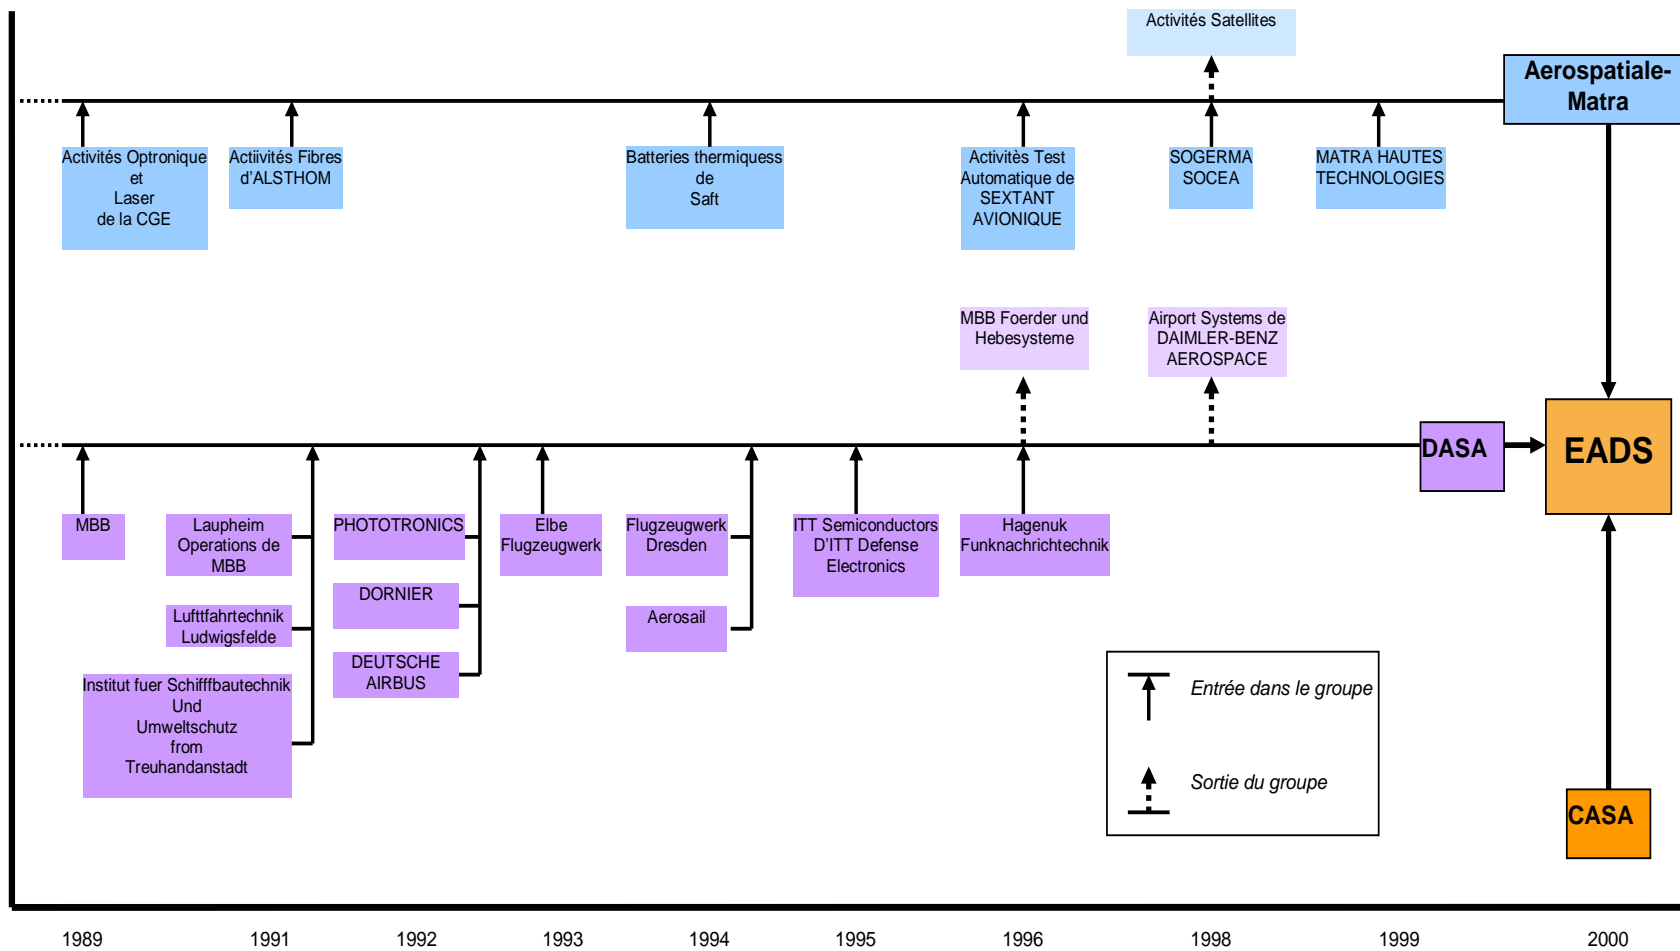 Activités Satellites
Aerospatiale-
Matra
Activités Optronique
et
Laser
de la CGE
Actiivités Fibres
d'ALSTHOM
Batteries thermiquess
de
Saft
Activitès Test
Automatique de
SEXTANT
AVIONIQUE
SOGERMA
SOCEA
MATRA HAUTES
TECHNOLOGIES
MBB Foerder und
Hebesysteme
Airport Systems de
DAIMLER-BENZ
AEROSPACE
DASA
EADS
MBB
Laupheim
Operations de
MBB
PHOTOTRONICS
Elbe
Flugzeugwerk
Flugzeugwerk
Dresden
ITT Semiconductors
D'ITT Defense
Electronics
Hagenuk
Funknachrichtechnik
DORNIER
Lufttfahrtechnik
Ludwigsfelde
Aerosail
DEUTSCHE
AIRBUS
Institut fuer Schifffbautechnik
Und
Umweltschutz
from
Treuhandanstadt
Entrée dans le groupe
Sortie du groupe
CASA
1989
1991
1992
1993
1994
1995
1996
1998
1999
2000